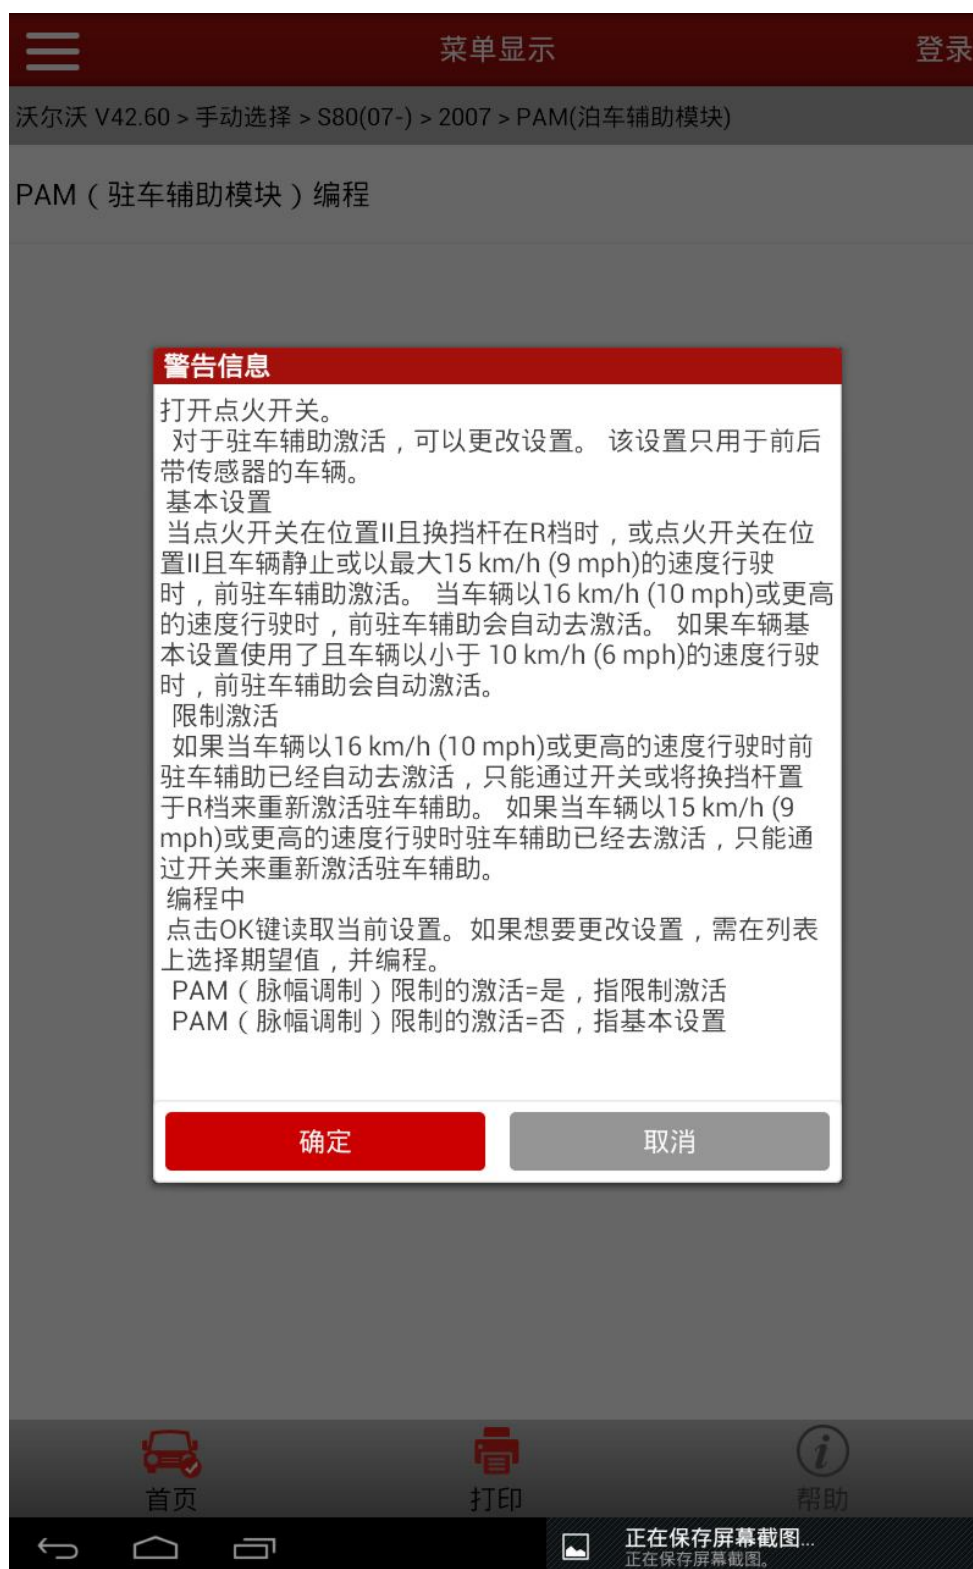 菜单显示 登录
沃尔沃 V42.60 > 手动选择 > S80(07-) > 2007 > PAM(泊车辅助模块)
PAM（驻车辅助模块）编程
警告信息
打开点火开关。
对于驻车辅助激活，可以更改设置。 该设置只用于前后
带传感器的车辆。
基本设置
当点火开关在位置II且换挡杆在R档时，或点火开关在位
置II且车辆静止或以最大15 km/h (9 mph)的速度行驶
时，前驻车辅助激活。 当车辆以16 km/h (10 mph)或更高
的速度行驶时，前驻车辅助会自动去激活。 如果车辆基
本设置使用了且车辆以小于 10 km/h (6 mph)的速度行驶
时，前驻车辅助会自动激活。
限制激活
如果当车辆以16 km/h (10 mph)或更高的速度行驶时前
驻车辅助已经自动去激活，只能通过开关或将换挡杆置
于R档来重新激活驻车辅助。 如果当车辆以15 km/h (9
mph)或更高的速度行驶时驻车辅助已经去激活，只能通
过开关来重新激活驻车辅助。
编程中
点击OK键读取当前设置。如果想要更改设置，需在列表
上选择期望值，并编程。
PAM（脉幅调制）限制的激活=是，指限制激活
PAM（脉幅调制）限制的激活=否，指基本设置
确定 取消
首页 打印 帮助
正在保存屏幕截图...
正在保存屏幕截图。